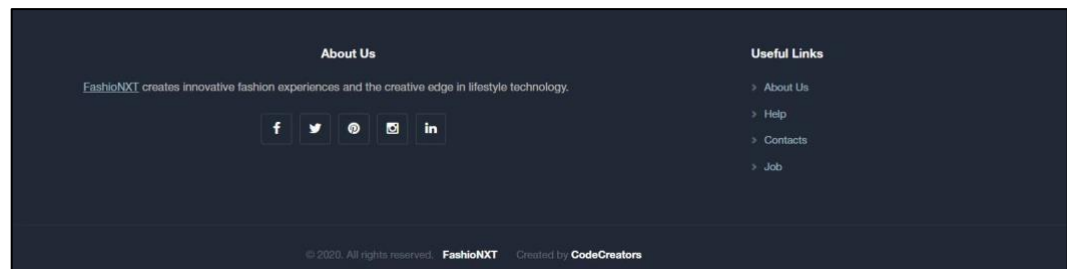 About Us
FashioNXT creates innovative fashion experiences and the creative edge in lifestyle technology.
Useful Links
About Us
Help
Contacts
Job
© 2020. All rights reserved. FashioNXT Created by CodeCreators